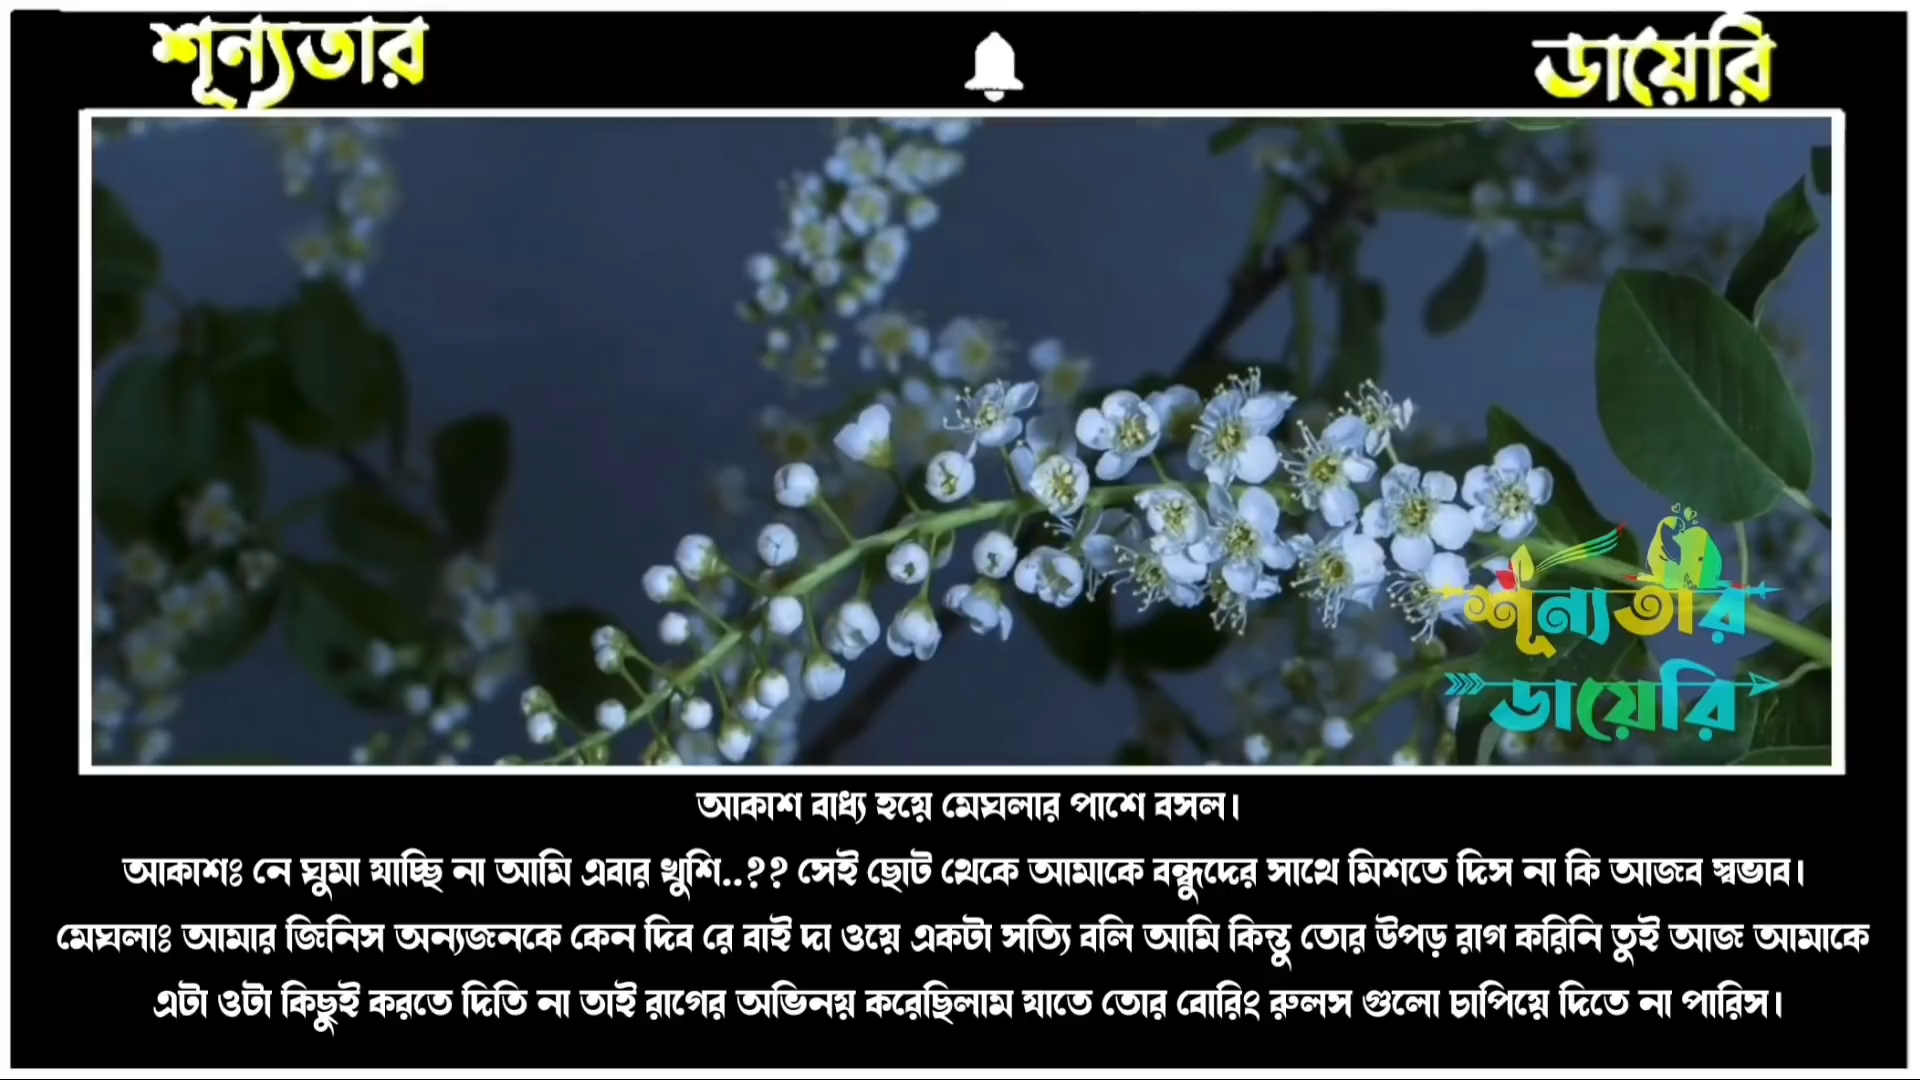 শূন্যতার ডায়েরি
শূন্যতার
ডায়েরি
আকাশ বাধ্য হয়ে মেঘলার পাশে বসল।
আকাশঃ নে ঘুমা যাচ্ছি না আমি এবার খুশি..?? সেই ছোট থেকে আমাকে বন্ধুদের সাথে মিশতে দিস না কি আজব স্বভাব।
মেঘলাঃ আমার জিনিস অন্যজনকে কেন দিব রে বাই দা ওয়ে একটা সত্যি বলি আমি কিন্তু তোর উপড় রাগ করিনি তুই আজ আমাকে
এটা ওটা কিছুই করতে দিতি না তাই রাগের অভিনয় করেছিলাম যাতে তোর বোরিং রুলস গুলো চাপিয়ে দিতে না পারিস।